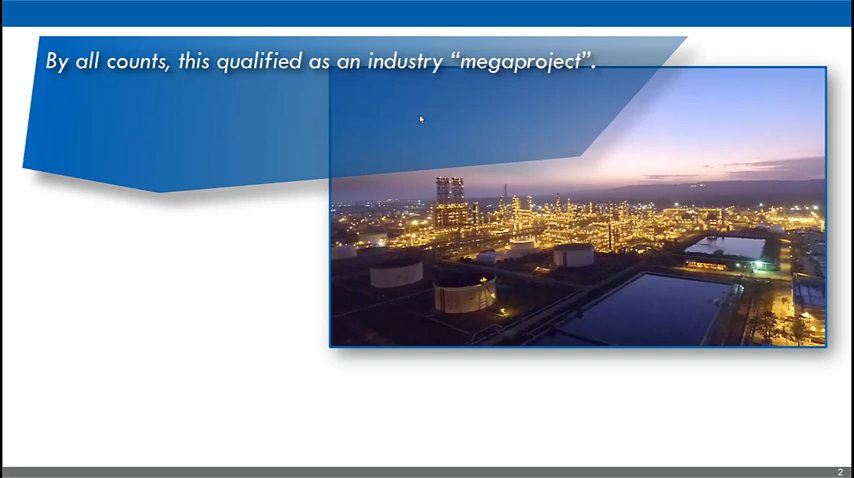 By all counts, this qualified as an industry “megaproject”.
2